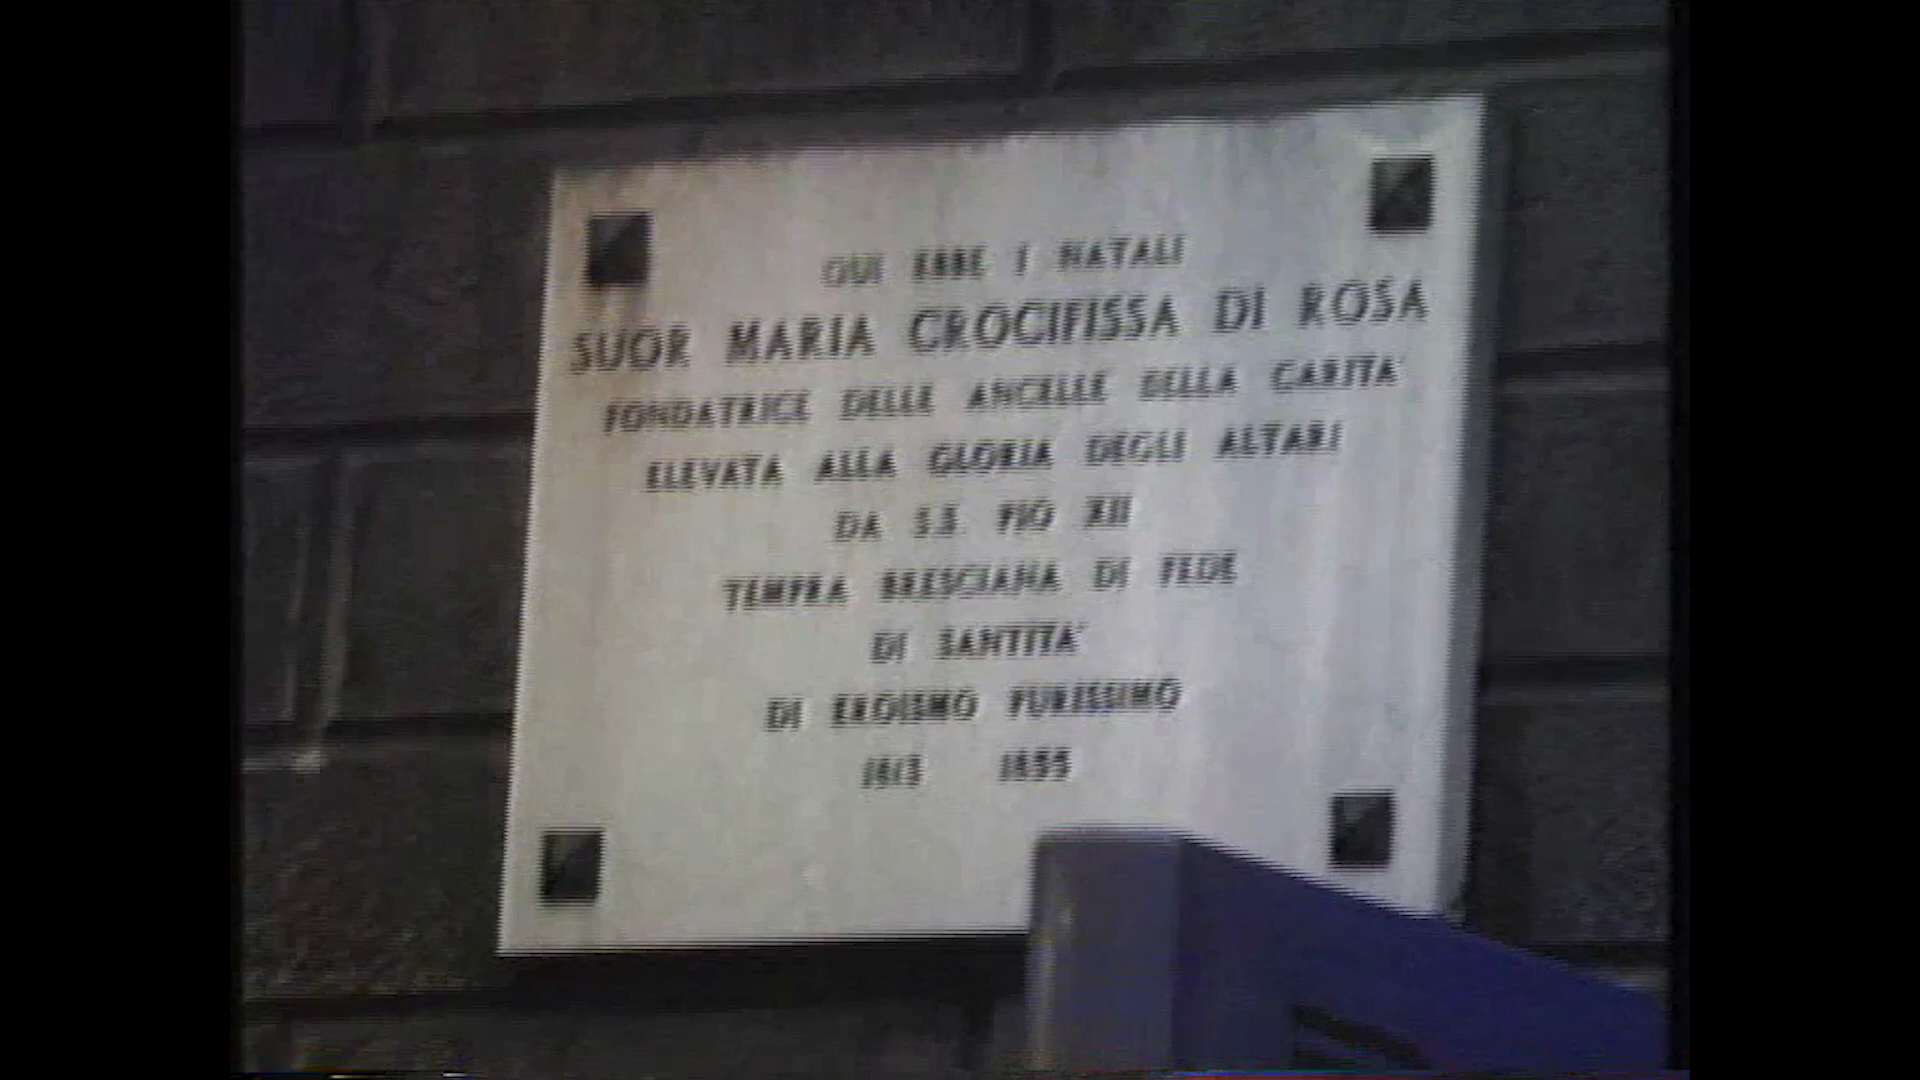 QUI EBBE I NATALI
SUOR MARIA CROCIFISSA DI ROSA
FONDATRICE DELLE ANCELLE DELLA CARITA'
ELEVATA ALLA GLORIA DEGLI ALTARI
DA S.S. PIO XII
TEMPRA BRESCIANA DI FEDE
DI SANTITA'
DI EROISMO PURISSIMO
1813 1855